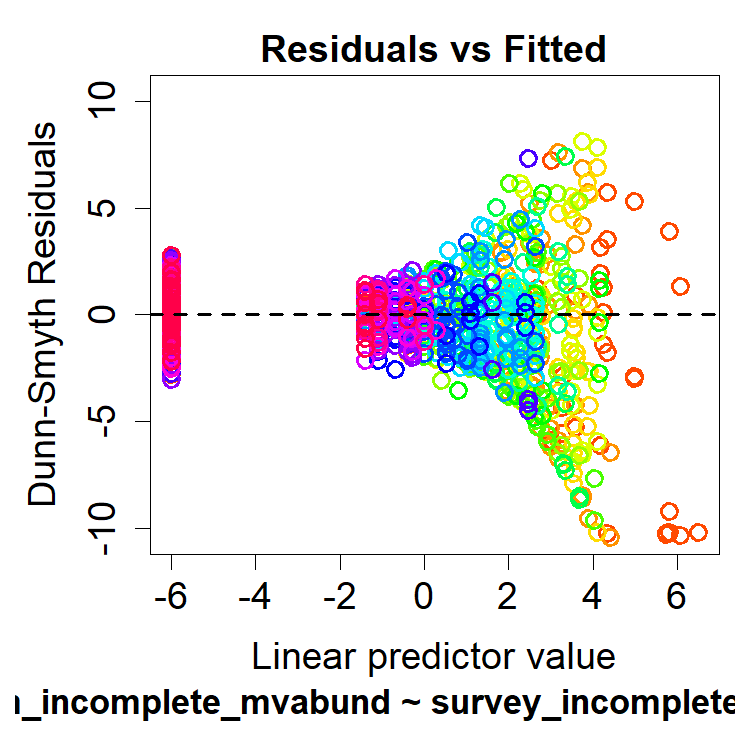 Residuals vs Fitted
10
5
0
-5
-10
Dunn-Smyth Residuals
-6 -4 -2 0 2 4 6
Linear predictor value
_incomplete_mvabund ~ survey_incomplete